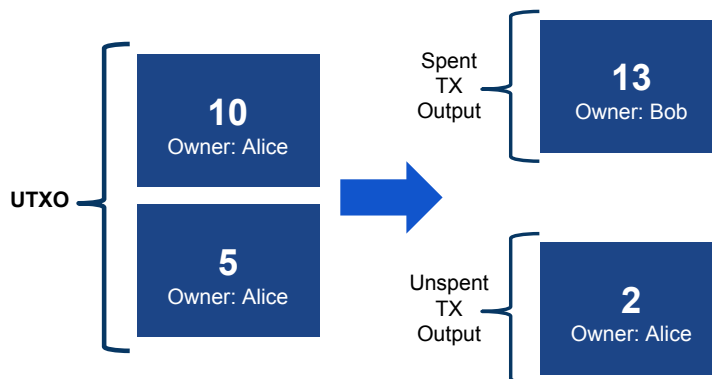 UTXO
10
Owner: Alice
5
Owner: Alice
Spent
TX
Output
13
Owner: Bob
Unspent
TX
Output
2
Owner: Alice